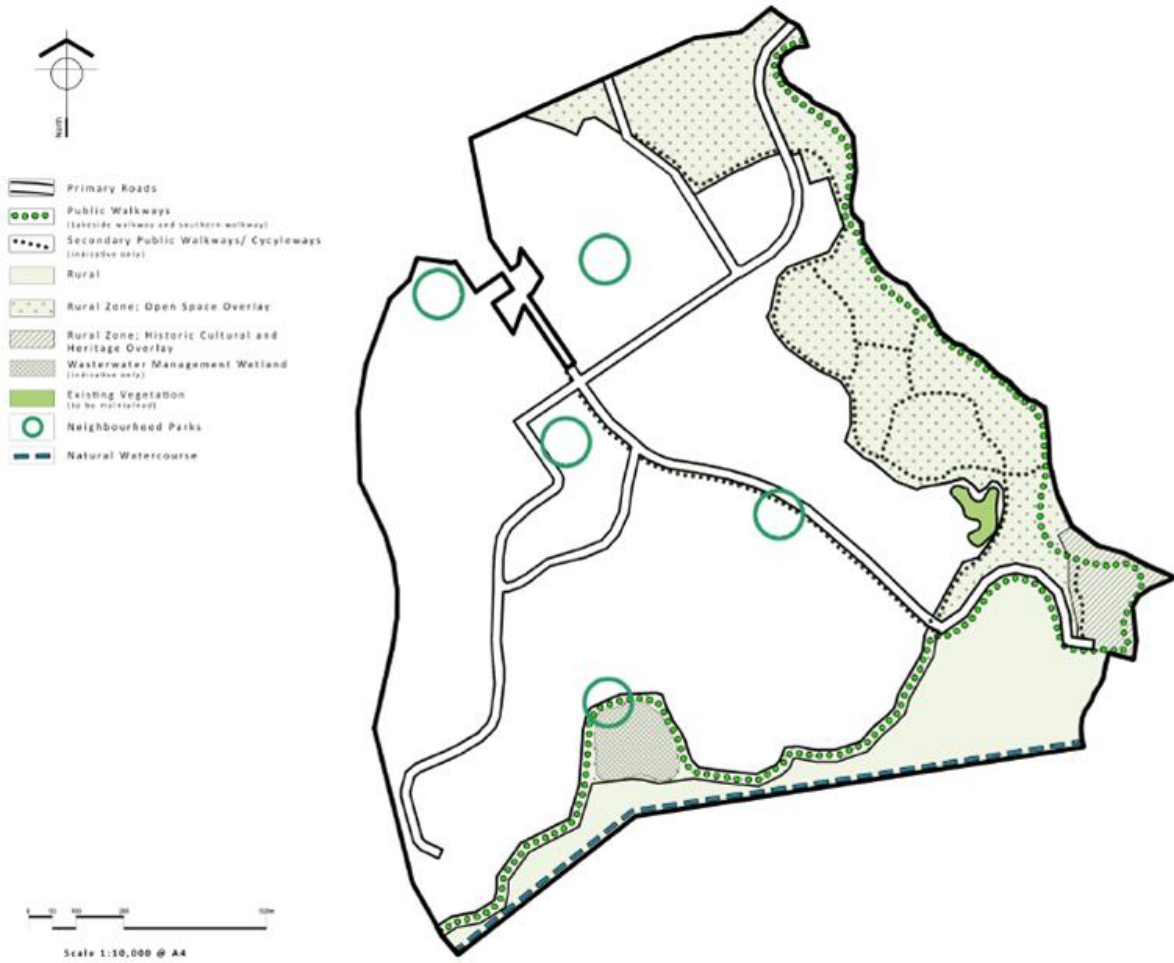 North
Primary Roads
Public Walkways
(Lakeside walkway and southern walkway)
Secondary Public Walkways/ Cycyleways
(indicative only)
Rural
Rural Zone; Open Space Overlay
Rural Zone; Historic Cultural and
Heritage Overlay
Wasterwater Management Wetland
(indicative only)
Existing Vegetation
(to be maintained)
Neighbourhood Parks
Natural Watercourse
Scale 1:10,000 @ A4